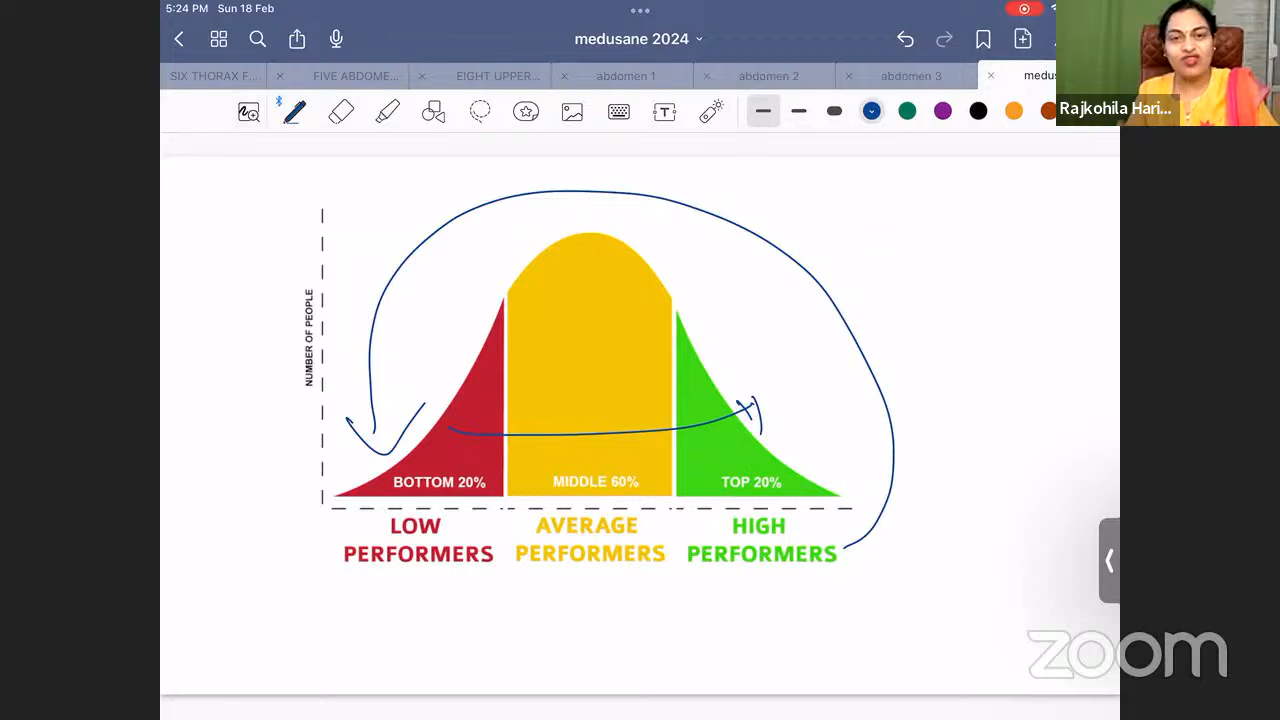 5:24 PM Sun 18 Feb
medusane 2024
SIX THORAX F...
FIVE ABDOME...
EIGHT UPPER...
abdomen 1
abdomen 2
abdomen 3
medus
T
Rajkohila Hari...
NUMBER OF PEOPLE
BOTTOM 20%
MIDDLE 60%
TOP 20%
LOW
PERFORMERS
AVERAGE
PERFORMERS
HIGH
PERFORMERS
zoom